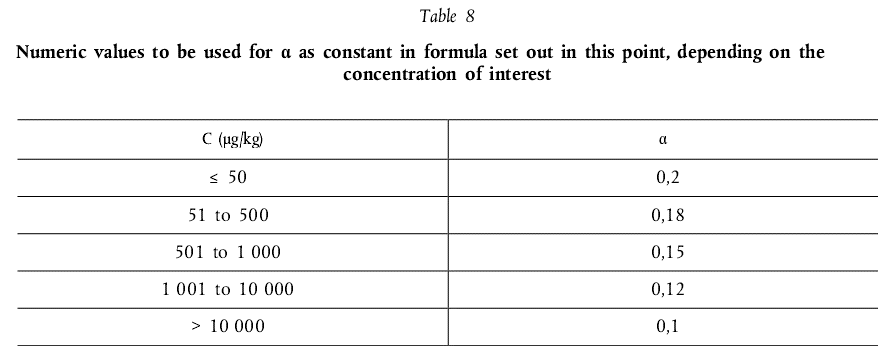 Table 8
Numeric values to be used for α as constant in formula set out in this point, depending on the
concentration of interest
C (μg/kg) α
≤ 50 0,2
51 to 500 0,18
501 to 1 000 0,15
1 001 to 10 000 0,12
> 10 000 0,1